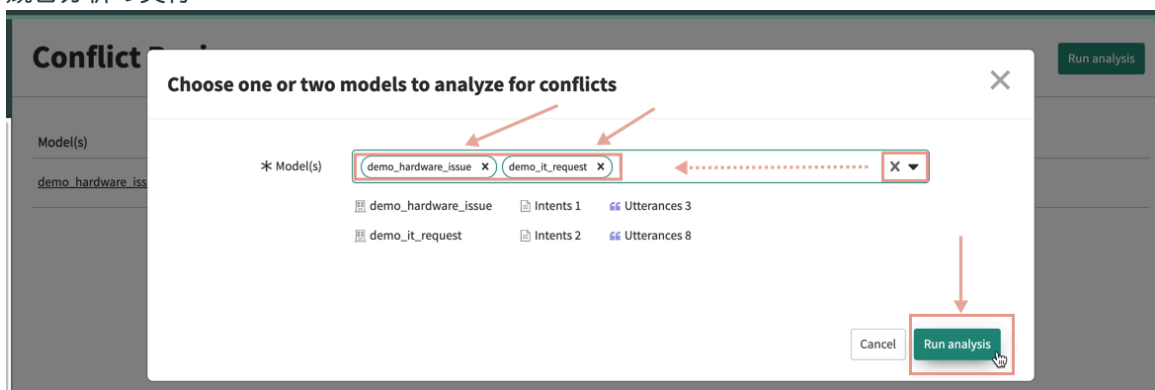 Conflict
Run analysis
Choose one or two models to analyze for conflicts
Model(s)
* Model(s)
demo_hardware_issue x demo_it_request x
X
demo_hardware_iss
demo_hardware_issue Intents 1 Utterances 3
demo_it_request Intents 2 Utterances 8
Cancel Run analysis